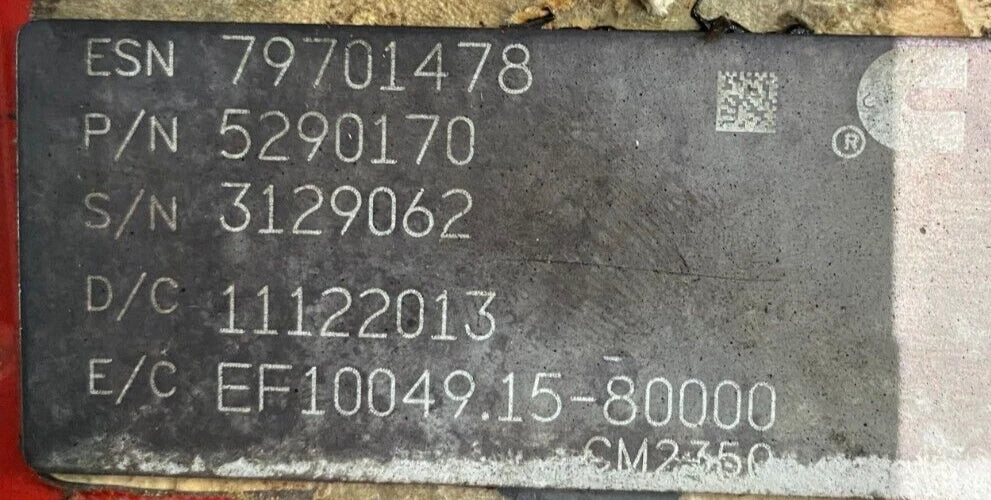 ESN 79701478
P/N 5290170
S/N 3129062
D/C 11122013
E/C EF10049.15-80000
CM2350
®